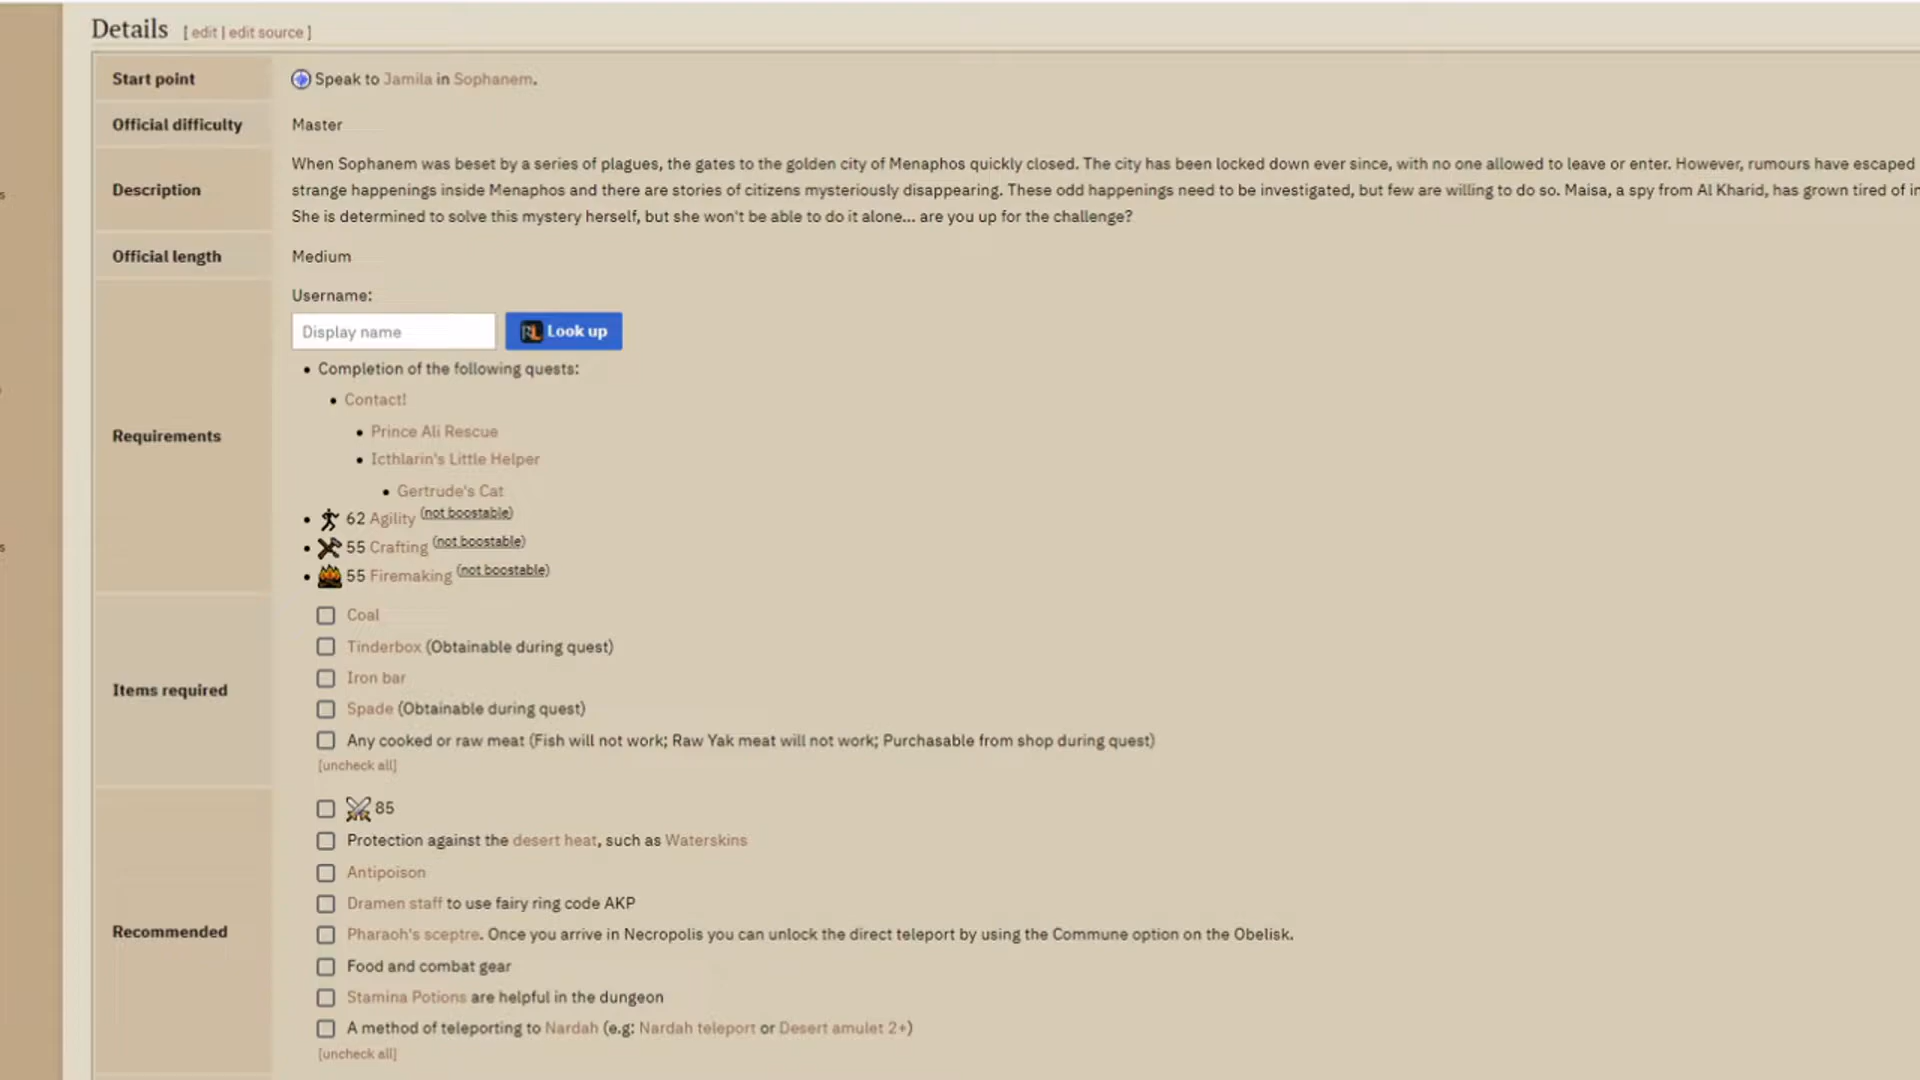 Details [ edit | edit source ]
Start point
Speak to Jamila in Sophanem.
Official difficulty
Master
Description
When Sophanem was beset by a series of plagues, the gates to the golden city of Menaphos quickly closed. The city has been locked down ever since, with no one allowed to leave or enter. However, rumours have escaped
strange happenings inside Menaphos and there are stories of citizens mysteriously disappearing. These odd happenings need to be investigated, but few are willing to do so. Maisa, a spy from Al Kharid, has grown tired of
She is determined to solve this mystery herself, but she won't be able to do it alone... are you up for the challenge?
Official length
Medium
Requirements
Username:
Display name
Look up
• Completion of the following quests:
• Contact!
• Prince Ali Rescue
• Icthlarin's Little Helper
• Gertrude's Cat
• 62 Agility (not boostable)
• 55 Crafting (not boostable)
• 55 Firemaking (not boostable)
Items required
Coal
Tinderbox (Obtainable during quest)
Iron bar
Spade (Obtainable during quest)
Any cooked or raw meat (Fish will not work; Raw Yak meat will not work; Purchasable from shop during quest)
[uncheck all]
Recommended
85
Protection against the desert heat, such as Waterskins
Antipoison
Dramen staff to use fairy ring code AKP
Pharaoh's sceptre. Once you arrive in Necropolis you can unlock the direct teleport by using the Commune option on the Obelisk.
Food and combat gear
Stamina Potions are helpful in the dungeon
A method of teleporting to Nardah (e.g: Nardah teleport or Desert amulet 2+)
[uncheck all]